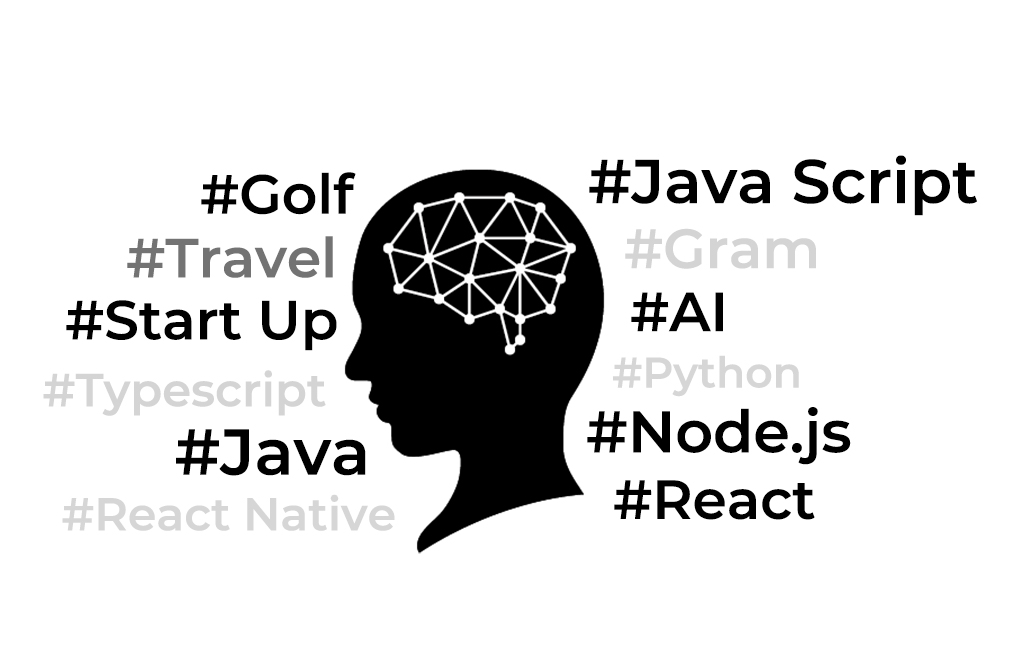 #Golf
#Travel
#Start Up
#Typescript
#Java
#React Native
#Java Script
#Gram
#AI
#Python
#Node.js
#React